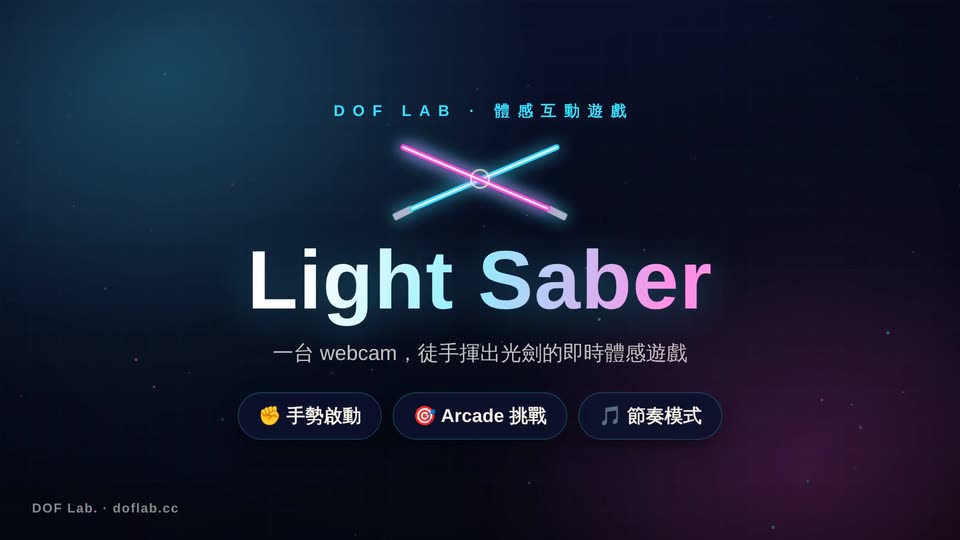 DOF LAB · 體感互動遊戲
Light Saber
一台 webcam，徒手揮出光劍的即時體感遊戲
✊ 手勢啟動
🎯 Arcade 挑戰
🎵 節奏模式
DOF Lab. · doflab.cc